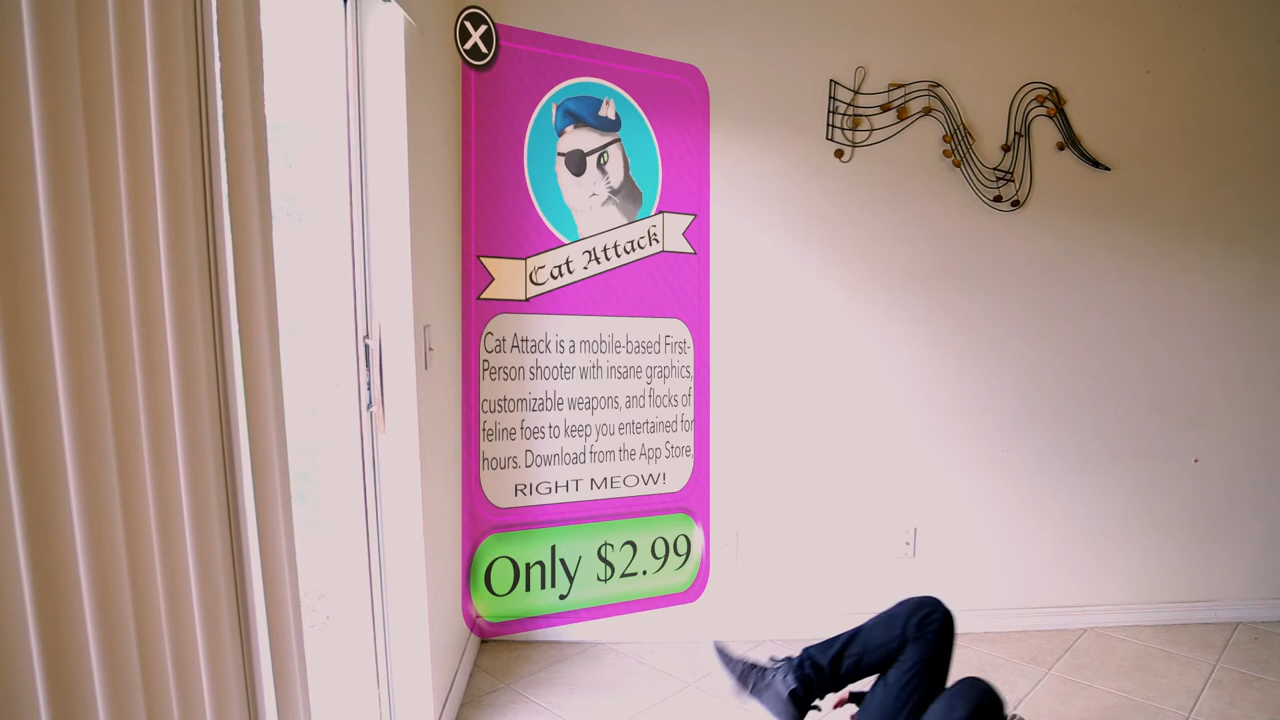 X
Cat Attack
Cat Attack is a mobile-based First-
Person shooter with insane graphics,
customizable weapons, and flocks of
feline foes to keep you entertained for
hours. Download from the App Store,
RIGHT MEOW!
Only $2.99